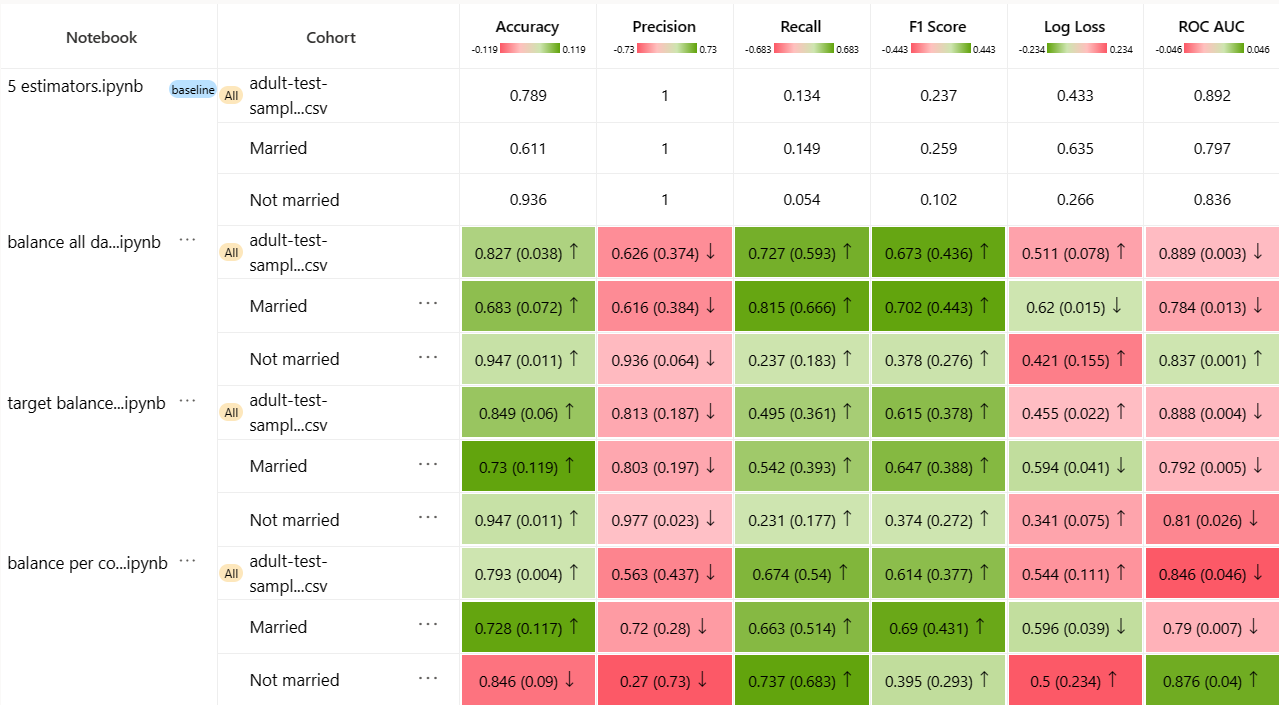 Notebook Cohort Accuracy Precision Recall F1 Score Log Loss ROC AUC
-0.119 0.119 -0.73 0.73 -0.683 0.683 -0.443 0.443 -0.234 0.234 -0.046 0.046
5 estimators.ipynb baseline All adult-test-sampl...csv 0.789 1 0.134 0.237 0.433 0.892
Married 0.611 1 0.149 0.259 0.635 0.797
Not married 0.936 1 0.054 0.102 0.266 0.836
balance all da...ipynb ··· All adult-test-sampl...csv 0.827 (0.038) ↑ 0.626 (0.374) ↓ 0.727 (0.593) ↑ 0.673 (0.436) ↑ 0.511 (0.078) ↑ 0.889 (0.003) ↓
Married ··· 0.683 (0.072) ↑ 0.616 (0.384) ↓ 0.815 (0.666) ↑ 0.702 (0.443) ↑ 0.62 (0.015) ↓ 0.784 (0.013) ↓
Not married ··· 0.947 (0.011) ↑ 0.936 (0.064) ↓ 0.237 (0.183) ↑ 0.378 (0.276) ↑ 0.421 (0.155) ↑ 0.837 (0.001) ↑
target balance...ipynb ··· All adult-test-sampl...csv 0.849 (0.06) ↑ 0.813 (0.187) ↓ 0.495 (0.361) ↑ 0.615 (0.378) ↑ 0.455 (0.022) ↑ 0.888 (0.004) ↓
Married ··· 0.73 (0.119) ↑ 0.803 (0.197) ↓ 0.542 (0.393) ↑ 0.647 (0.388) ↑ 0.594 (0.041) ↓ 0.792 (0.005) ↓
Not married ··· 0.947 (0.011) ↑ 0.977 (0.023) ↓ 0.231 (0.177) ↑ 0.374 (0.272) ↑ 0.341 (0.075) ↑ 0.81 (0.026) ↓
balance per co...ipynb ··· All adult-test-sampl...csv 0.793 (0.004) ↑ 0.563 (0.437) ↓ 0.674 (0.54) ↑ 0.614 (0.377) ↑ 0.544 (0.111) ↑ 0.846 (0.046) ↓
Married ··· 0.728 (0.117) ↑ 0.72 (0.28) ↓ 0.663 (0.514) ↑ 0.69 (0.431) ↑ 0.596 (0.039) ↓ 0.79 (0.007) ↓
Not married ··· 0.846 (0.09) ↓ 0.27 (0.73) ↓ 0.737 (0.683) ↑ 0.395 (0.293) ↑ 0.5 (0.234) ↑ 0.876 (0.04) ↑